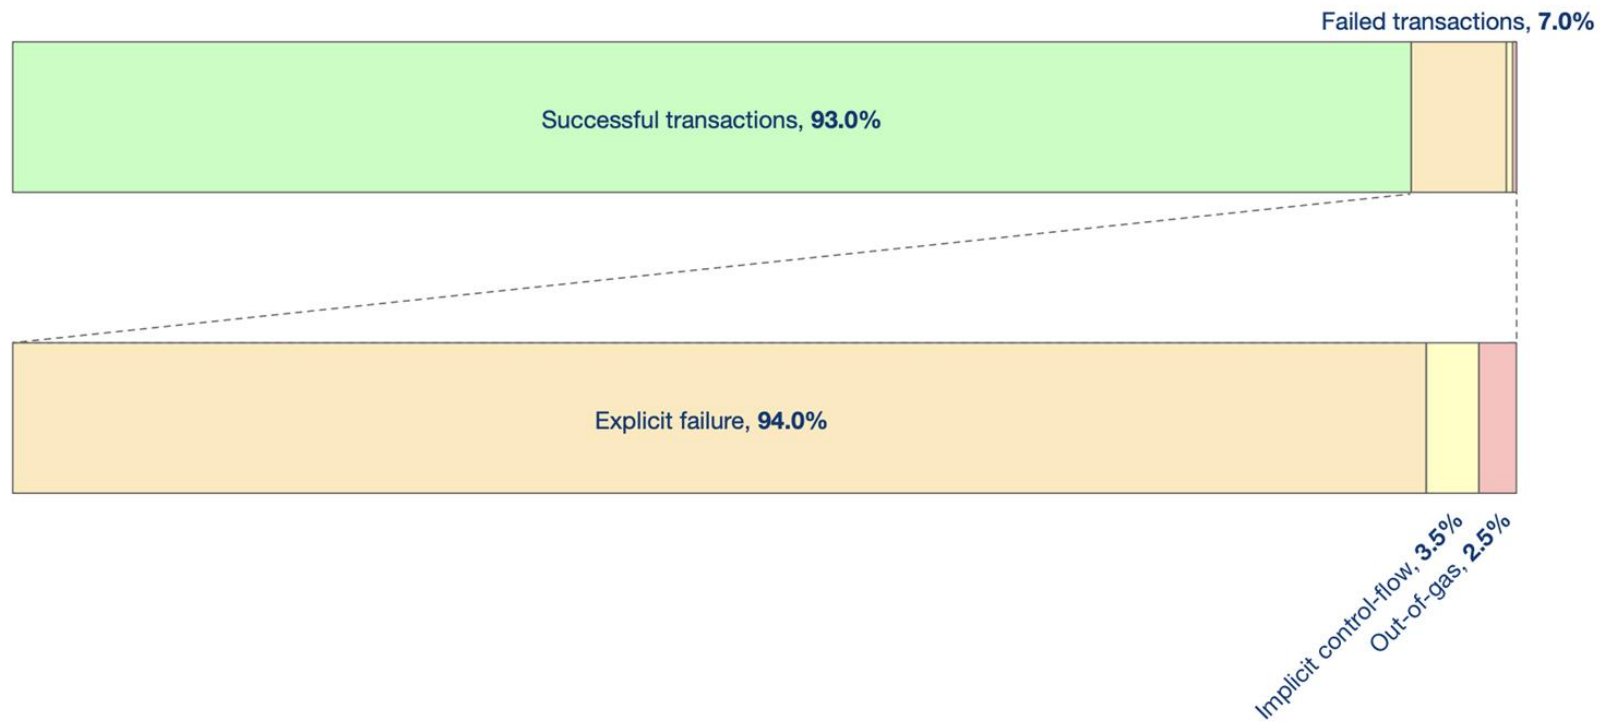 Failed transactions, 7.0%
Successful transactions, 93.0%
Explicit failure, 94.0%
Implicit control-flow, 3.5%
Out-of-gas, 2.5%